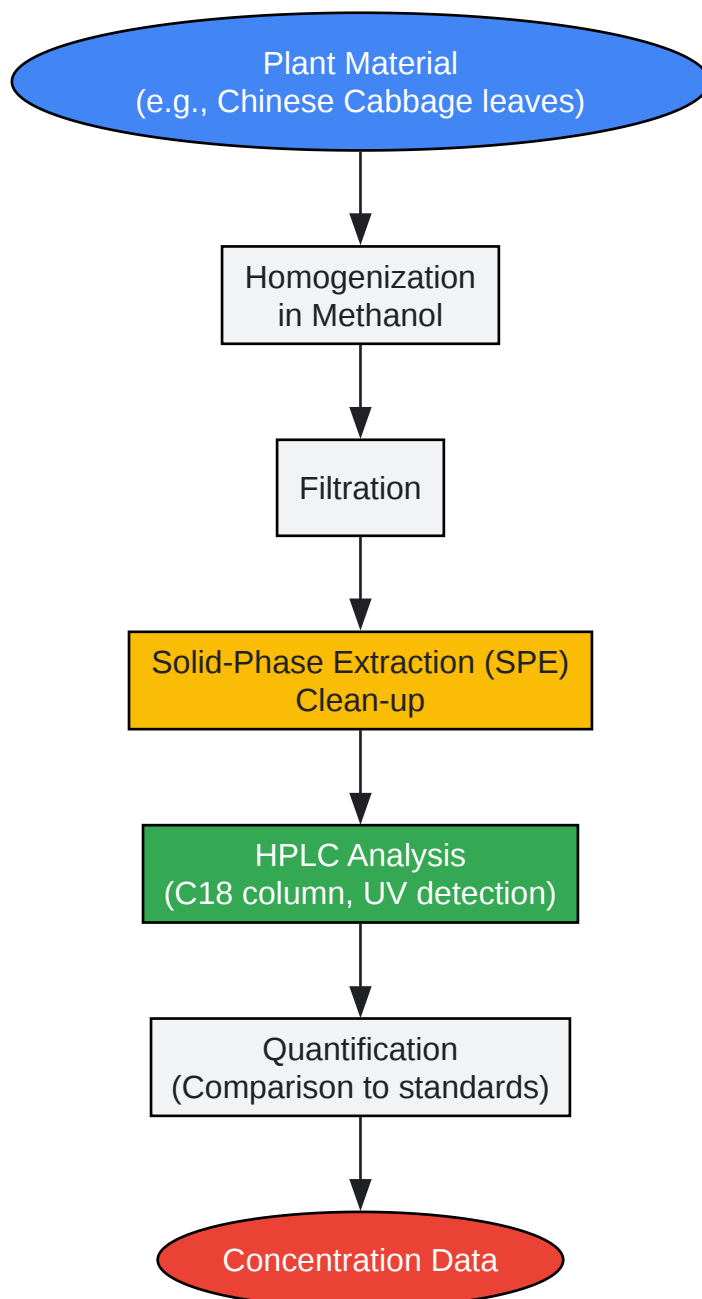 Plant Material
(e.g., Chinese Cabbage leaves)
Homogenization
in Methanol
Filtration
Solid-Phase Extraction (SPE)
Clean-up
HPLC Analysis
(C18 column, UV detection)
Quantification
(Comparison to standards)
Concentration Data